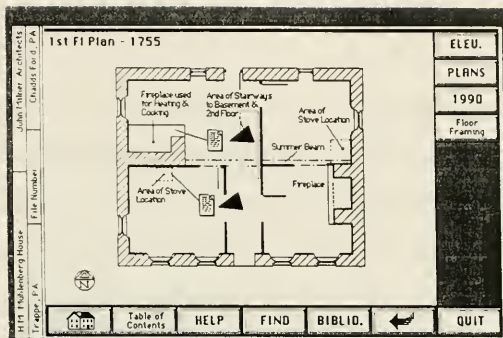 1st Fl Plan - 1755
John Milner Architects
Chadds Ford, PA
File Number
H M Muhlenberg House
Trappe, PA
Fireplace used
for Heating &
Cooking
Area of Stairways
to Basement &
2nd Floor
Area of
Stove Location
Summer Beam
Area of Stove
Location
Fireplace
N
ELEV.
PLANS
1990
Floor
Framing
Table of
Contents
HELP
FIND
BIBLIO.
QUIT